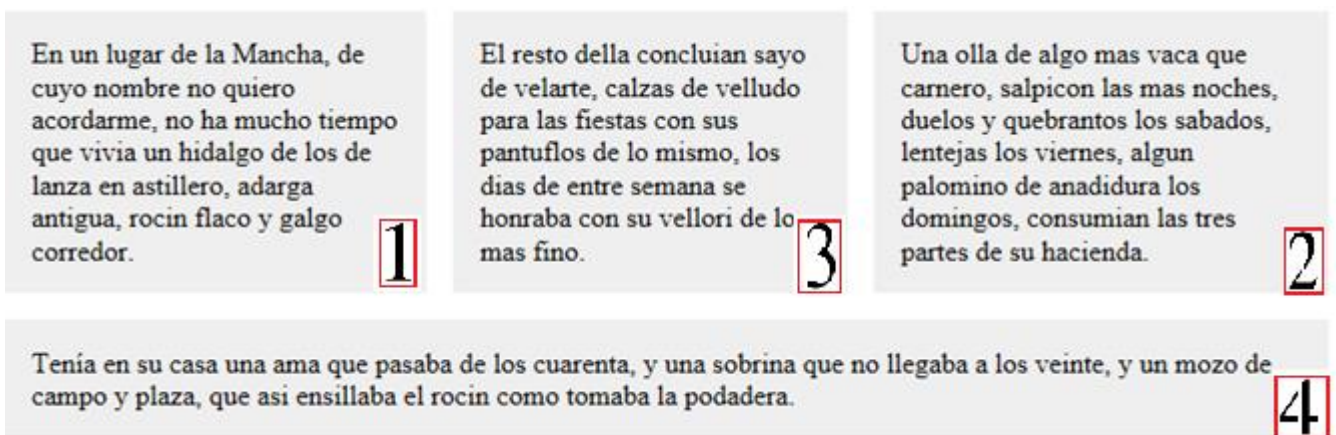 En un lugar de la Mancha, de
cuyo nombre no quiero
acordarme, no ha mucho tiempo
que vivia un hidalgo de los de
lanza en astillero, adarga
antigua, rocin flaco y galgo
corredor.
1
El resto della concluian sayo
de velarte, calzas de velludo
para las fiestas con sus
pantuflos de lo mismo, los
dias de entre semana se
honraba con su vellori de lo
mas fino.
3
Una olla de algo mas vaca que
carnero, salpicon las mas noches,
duelos y quebrantos los sabados,
lentejas los viernes, algun
palomino de anadidura los
domingos, consumian las tres
partes de su hacienda.
2
Tenía en su casa una ama que pasaba de los cuarenta, y una sobrina que no llegaba a los veinte, y un mozo de
campo y plaza, que asi ensillaba el rocin como tomaba la podadera.
4